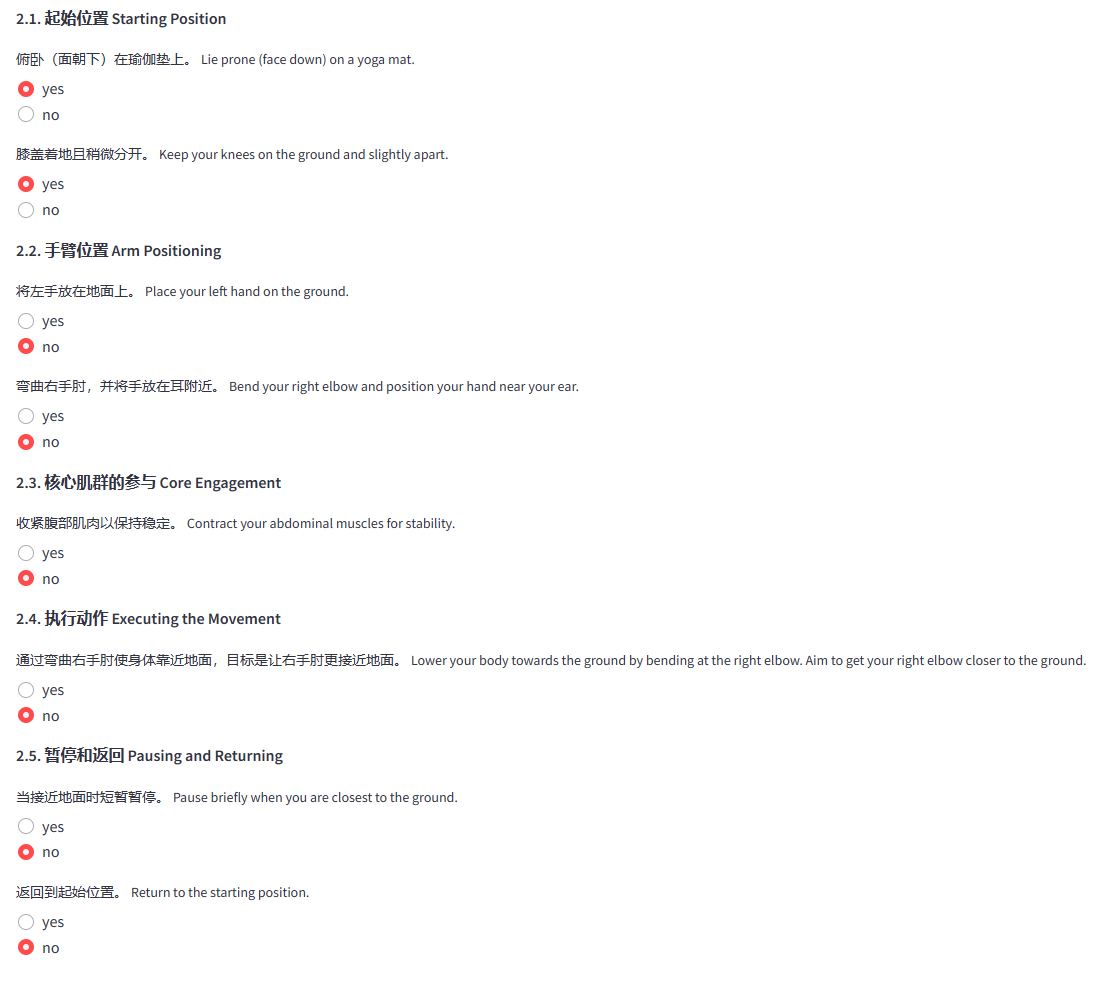 2.1. 起始位置 Starting Position
俯卧（面朝下）在瑜伽垫上。 Lie prone (face down) on a yoga mat.
yes
no
膝盖着地且稍微分开。 Keep your knees on the ground and slightly apart.
yes
no
2.2. 手臂位置 Arm Positioning
将左手放在地面上。 Place your left hand on the ground.
yes
no
弯曲右手肘，并将手放在耳附近。 Bend your right elbow and position your hand near your ear.
yes
no
2.3. 核心肌群的参与 Core Engagement
收紧腹部肌肉以保持稳定。 Contract your abdominal muscles for stability.
yes
no
2.4. 执行动作 Executing the Movement
通过弯曲右手肘使身体靠近地面，目标是让右手肘更接近地面。 Lower your body towards the ground by bending at the right elbow. Aim to get your right elbow closer to the ground.
yes
no
2.5. 暂停和返回 Pausing and Returning
当接近地面时短暂暂停。 Pause briefly when you are closest to the ground.
yes
no
返回到起始位置。 Return to the starting position.
yes
no